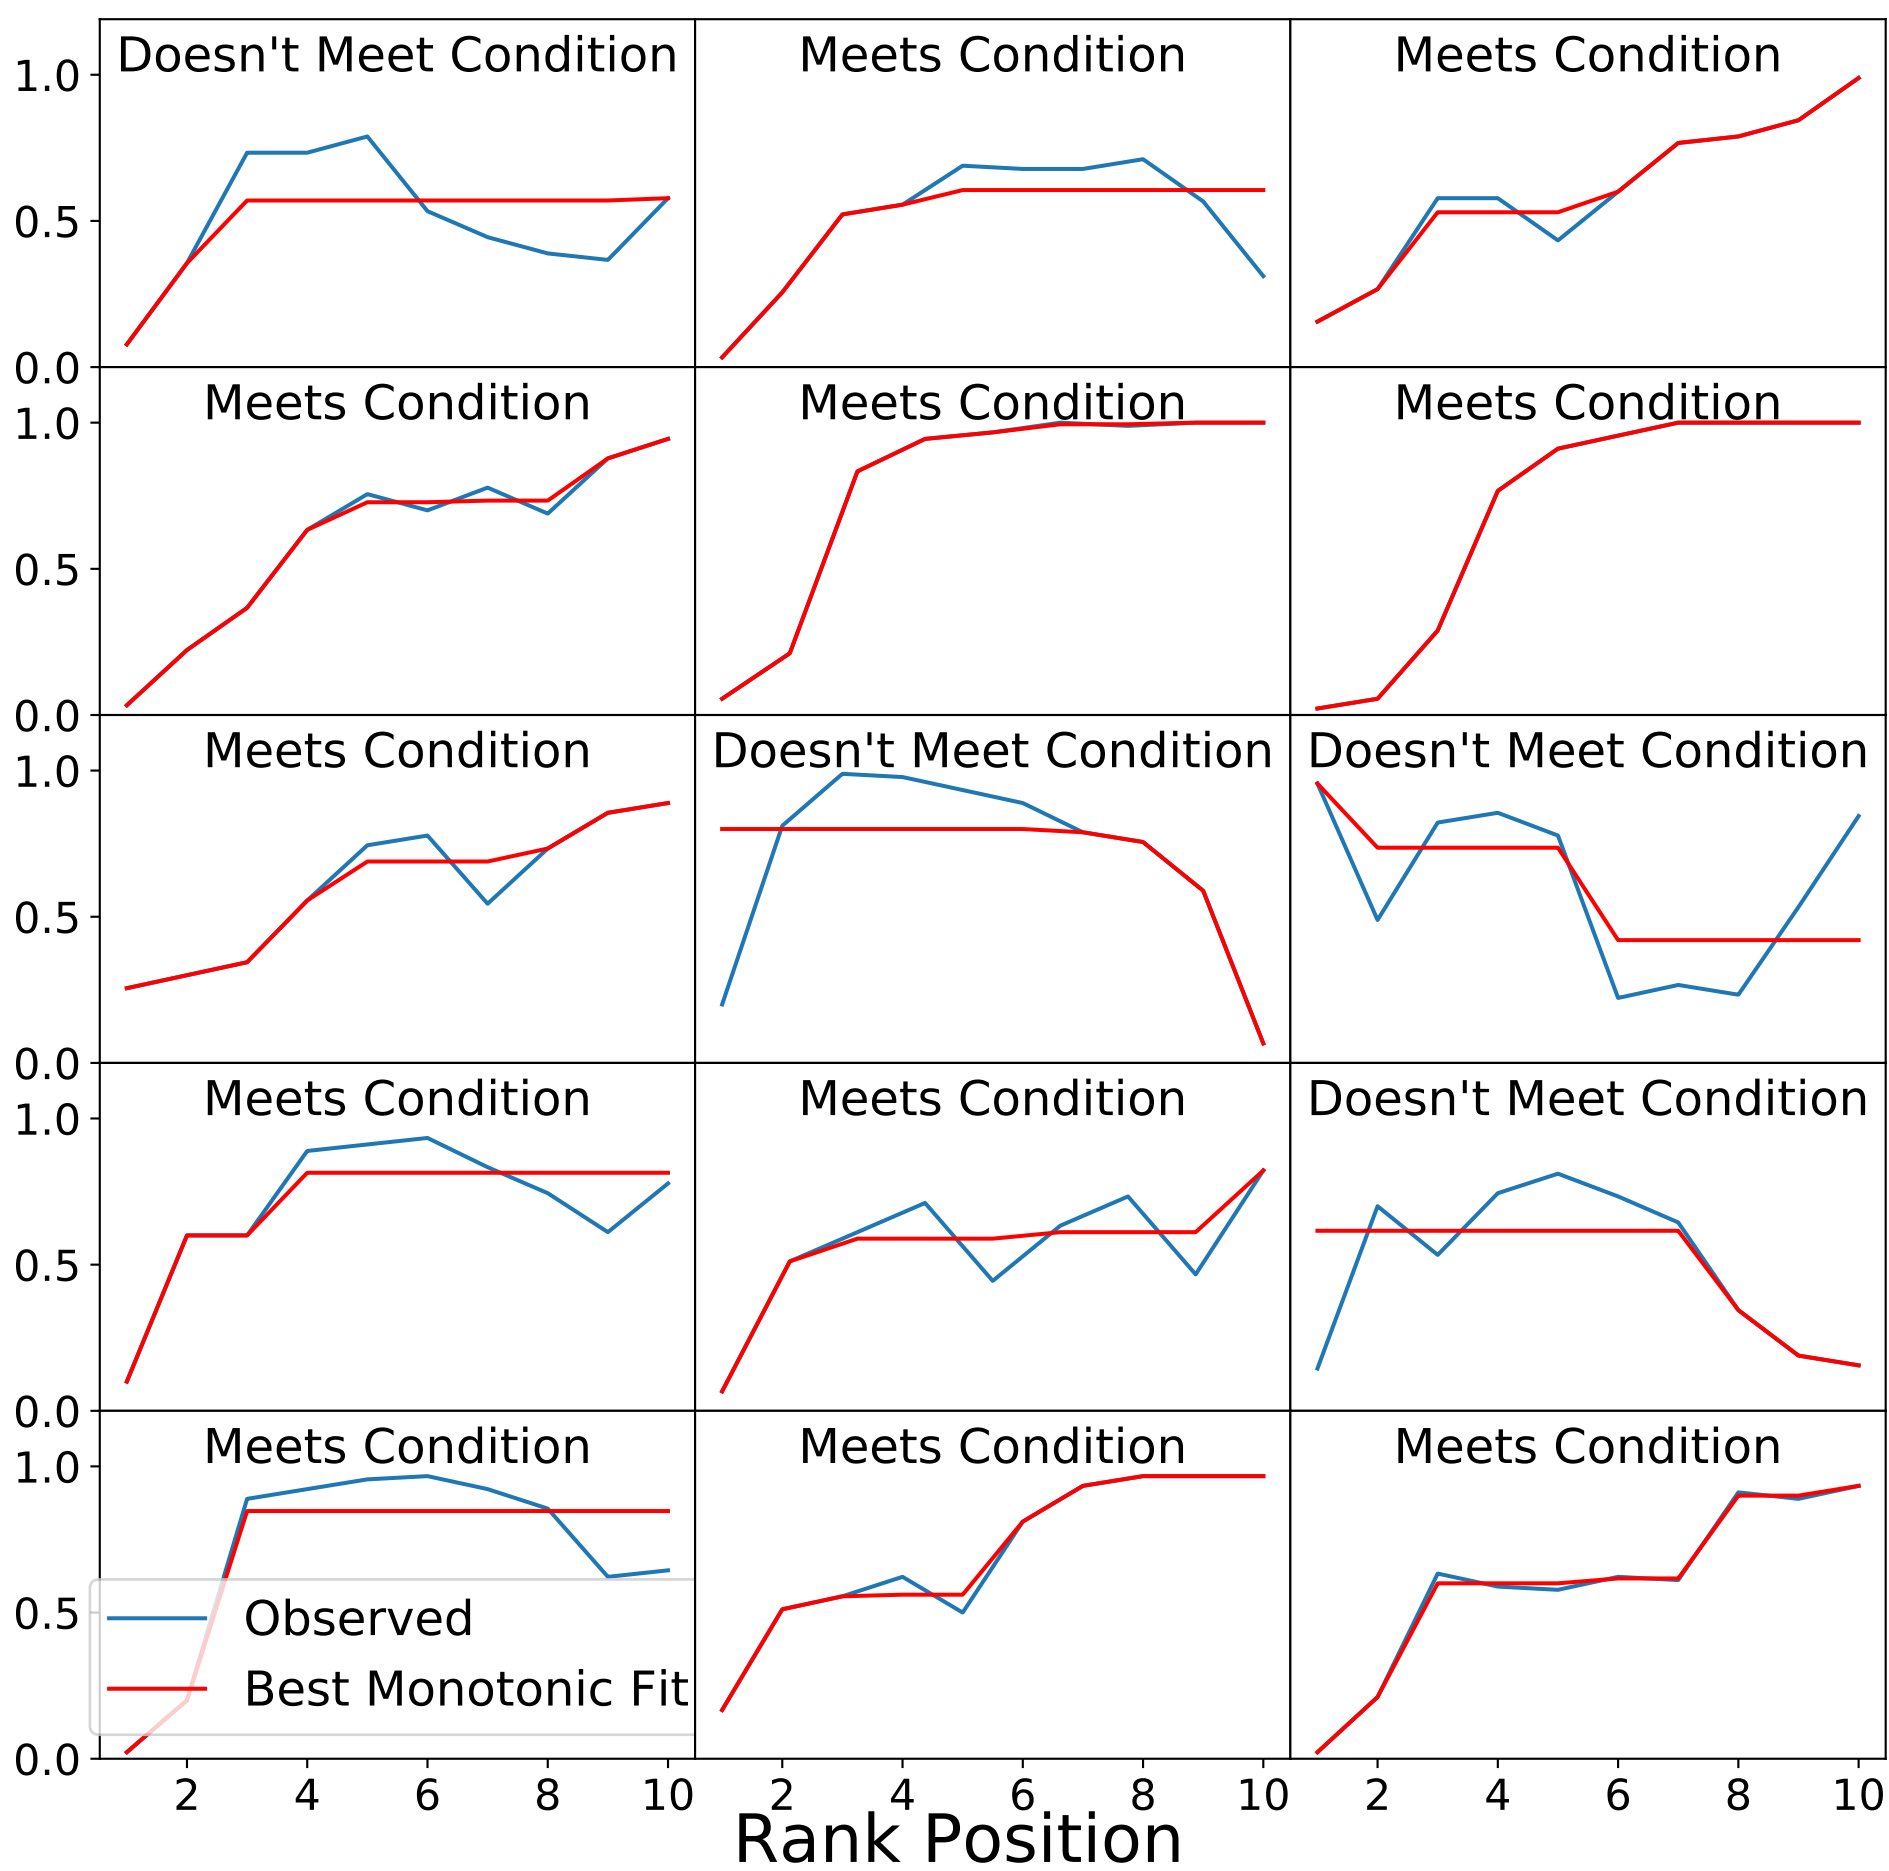 Doesn't Meet Condition
Meets Condition
Meets Condition
1.0
0.5
0.0
Meets Condition
Meets Condition
Meets Condition
1.0
0.5
0.0
Meets Condition
Doesn't Meet Condition
Doesn't Meet Condition
1.0
0.5
0.0
Meets Condition
Meets Condition
Doesn't Meet Condition
1.0
0.5
0.0
Meets Condition
Meets Condition
Meets Condition
1.0
0.5
0.0
Observed
Best Monotonic Fit
2 4 6 8 10
2 4 6 8 10
2 4 6 8 10
Rank Position